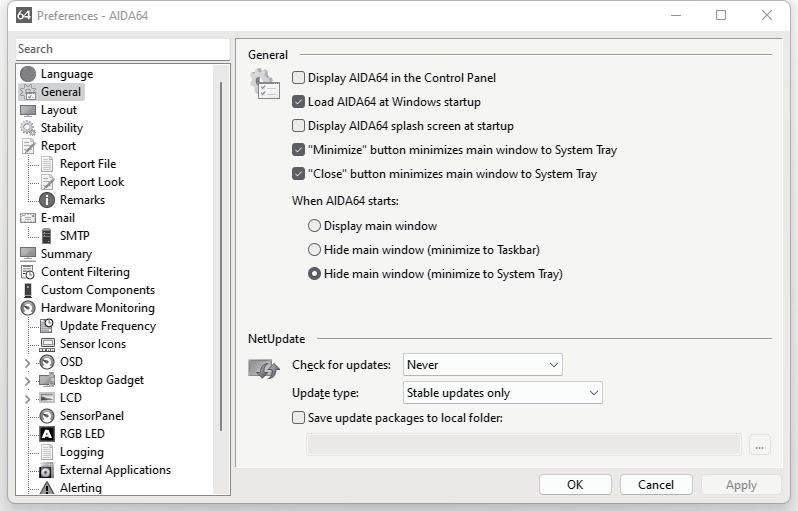 64 Preferences - AIDA64
Search
Language
General
Layout
Stability
Report
Report File
Report Look
Remarks
E-mail
SMTP
Summary
Content Filtering
Custom Components
Hardware Monitoring
Update Frequency
Sensor Icons
OSD
Desktop Gadget
LCD
SensorPanel
RGB LED
Logging
External Applications
Alerting
General
Display AIDA64 in the Control Panel
Load AIDA64 at Windows startup
Display AIDA64 splash screen at startup
"Minimize" button minimizes main window to System Tray
"Close" button minimizes main window to System Tray
When AIDA64 starts:
Display main window
Hide main window (minimize to Taskbar)
Hide main window (minimize to System Tray)
NetUpdate
Check for updates: Never
Update type: Stable updates only
Save update packages to local folder:
...
OK Cancel Apply